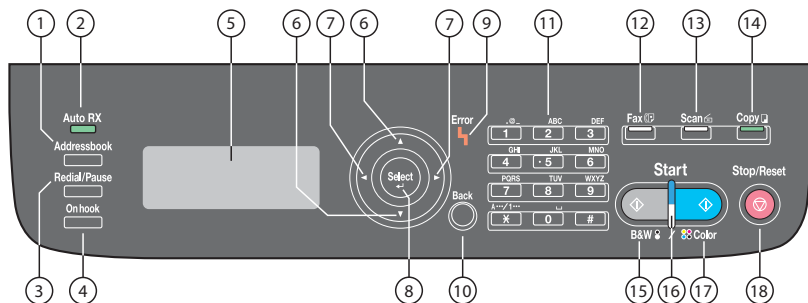 1 2 5 6 7 6 7 9 11 12 13 14
Auto RX
Addressbook
Redial/Pause
On hook
3
4
Select
Error
Back
8
10
.@_ ABC DEF
1 2 3
GHI JKL MNO
4 ·5 6
PQRS TUV WXYZ
7 8 9
A···/1··· ␣
* 0 #
Fax Scan Copy
Start
Stop/Reset
B&W / Color
15 16 17 18